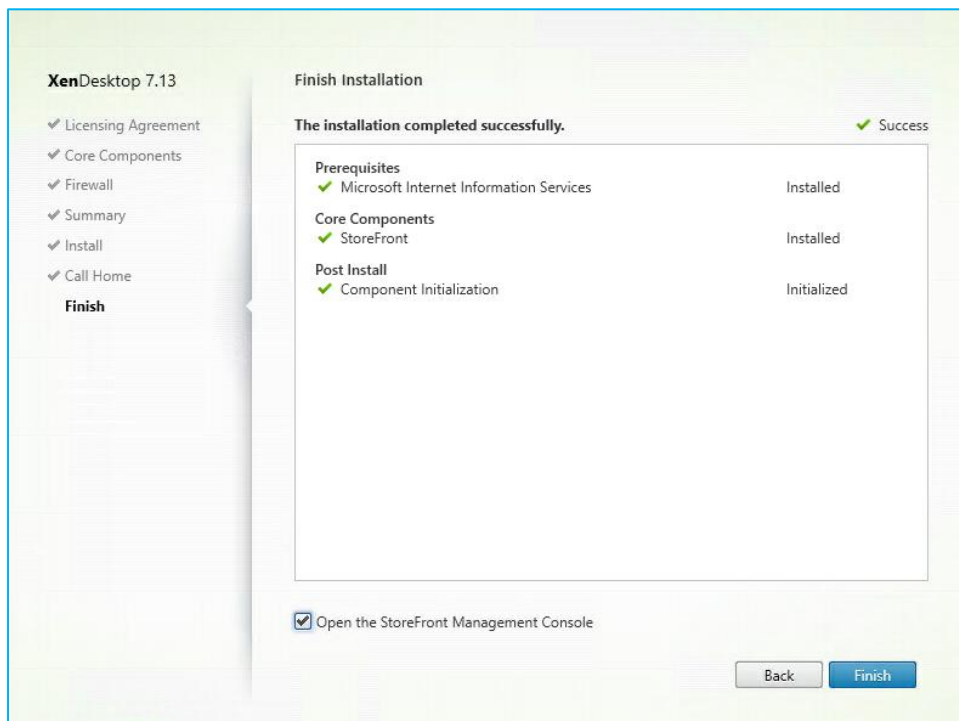 XenDesktop 7.13
Licensing Agreement
Core Components
Firewall
Summary
Install
Call Home
Finish
Finish Installation
The installation completed successfully. Success
Prerequisites
Microsoft Internet Information Services Installed
Core Components
StoreFront Installed
Post Install
Component Initialization Initialized
Open the StoreFront Management Console
Back Finish